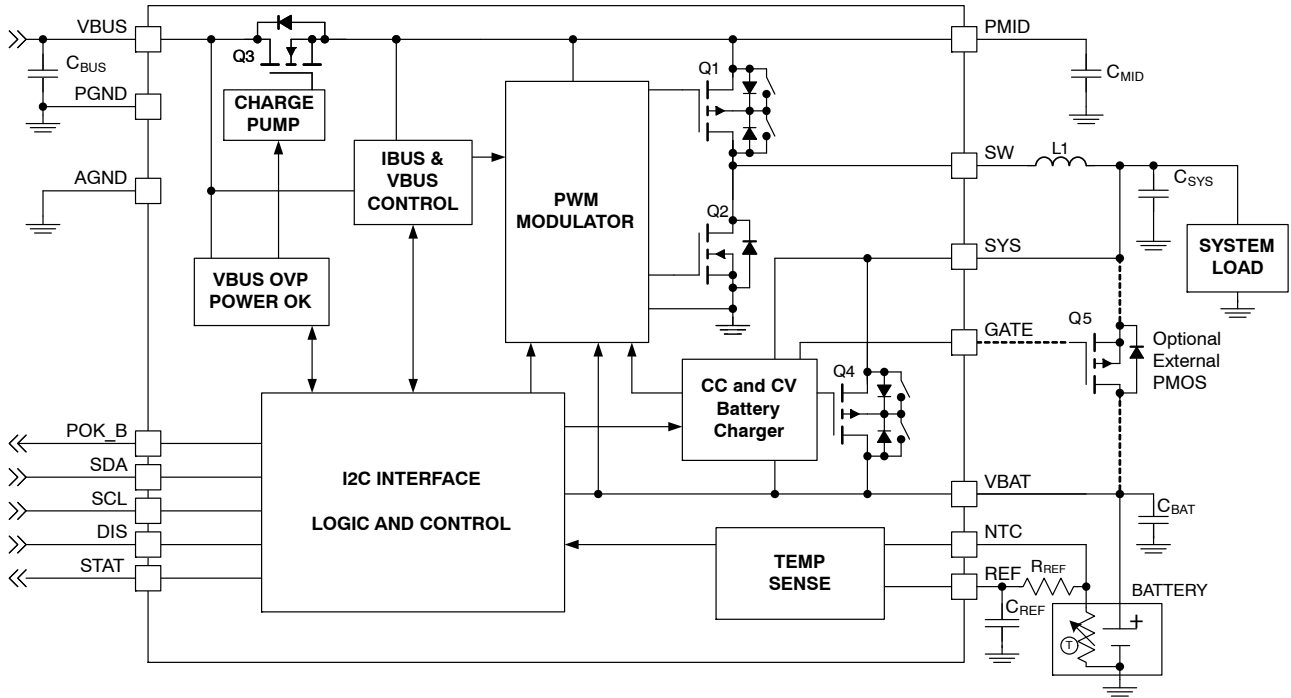 VBUS
PMID
Q3
Q1
CBUS
CMID
PGND
CHARGE
PUMP
IBUS &
VBUS
CONTROL
SW
L1
PWM
MODULATOR
CSYS
AGND
Q2
SYSTEM
LOAD
SYS
VBUS OVP
POWER OK
GATE
Q5
Optional
External
PMOS
CC and CV
Battery
Charger
Q4
POK_B
SDA
I2C INTERFACE
LOGIC AND CONTROL
SCL
VBAT
CBAT
DIS
NTC
STAT
TEMP
SENSE
REF
RREF
BATTERY
CREF
+
T